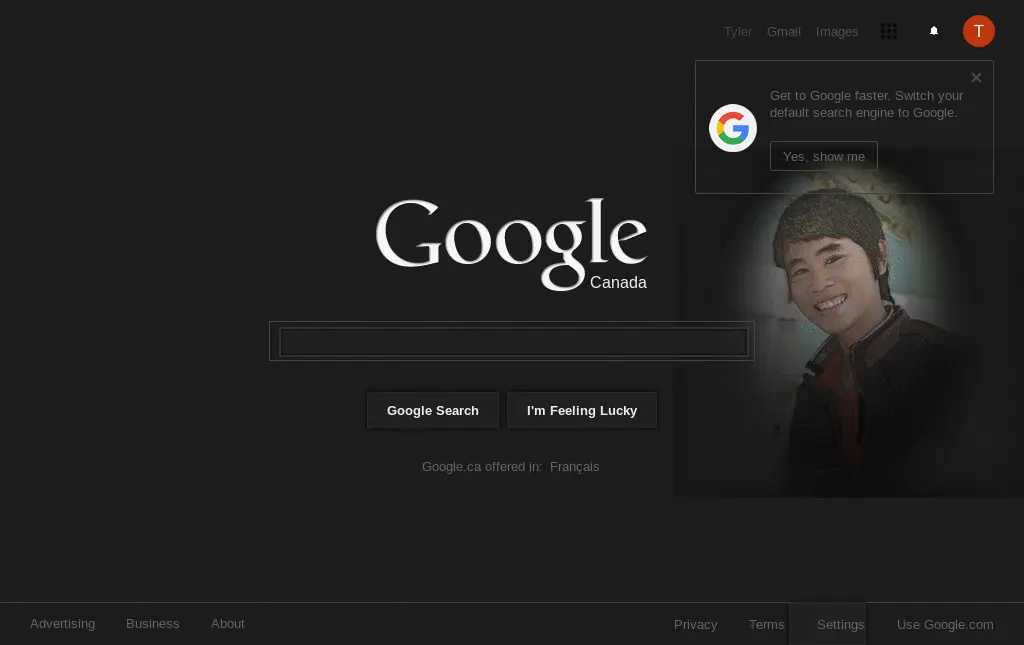 Tyler Gmail Images T
Get to Google faster. Switch your
default search engine to Google.
Yes, show me
Google
Canada
Google Search I'm Feeling Lucky
Google.ca offered in: Français
Advertising Business About Privacy Terms Settings Use Google.com